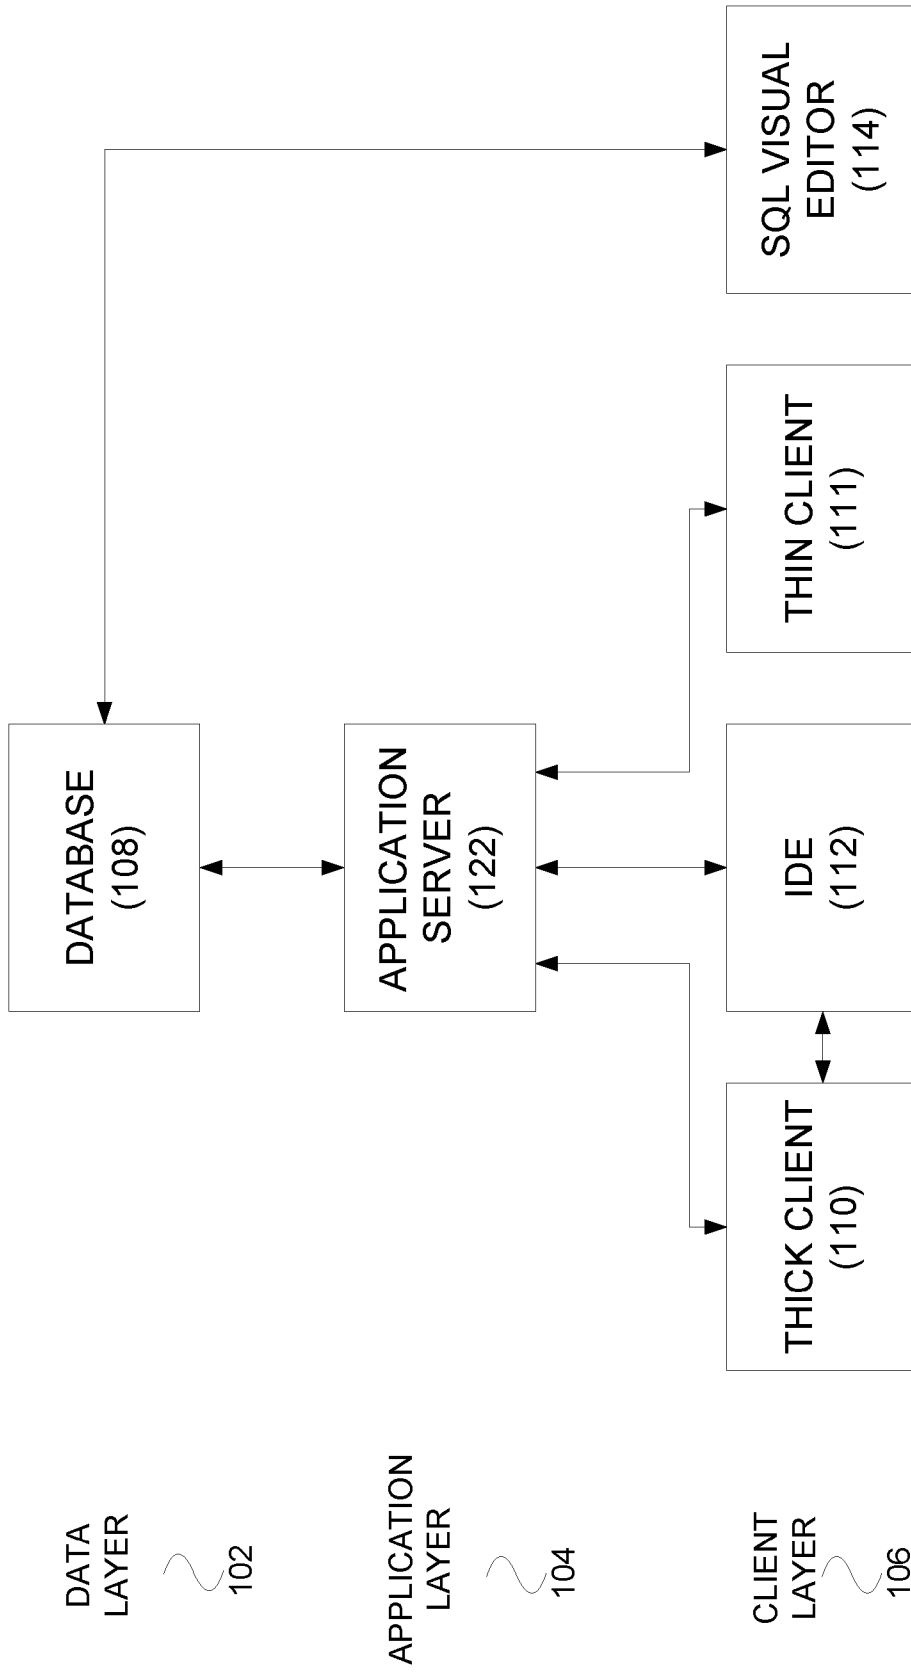 DATA
LAYER
102
DATABASE
(108)
APPLICATION
LAYER
104
APPLICATION
SERVER
(122)
CLIENT
LAYER
106
THICK CLIENT
(110)
IDE
(112)
THIN CLIENT
(111)
SQL VISUAL
EDITOR
(114)